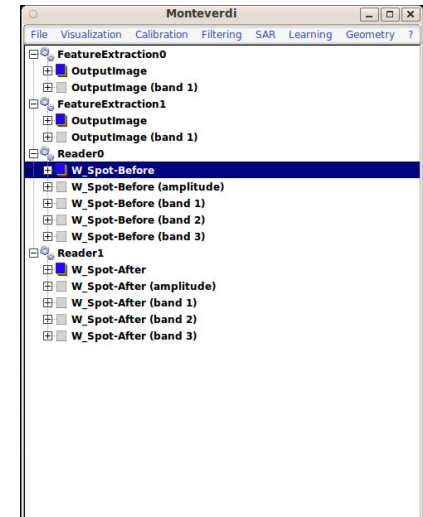 Monteverdi
File Visualization Calibration Filtering SAR Learning Geometry ?
FeatureExtraction0
OutputImage
OutputImage (band 1)
FeatureExtraction1
OutputImage
OutputImage (band 1)
Reader0
W_Spot-Before
W_Spot-Before (amplitude)
W_Spot-Before (band 1)
W_Spot-Before (band 2)
W_Spot-Before (band 3)
Reader1
W_Spot-After
W_Spot-After (amplitude)
W_Spot-After (band 1)
W_Spot-After (band 2)
W_Spot-After (band 3)